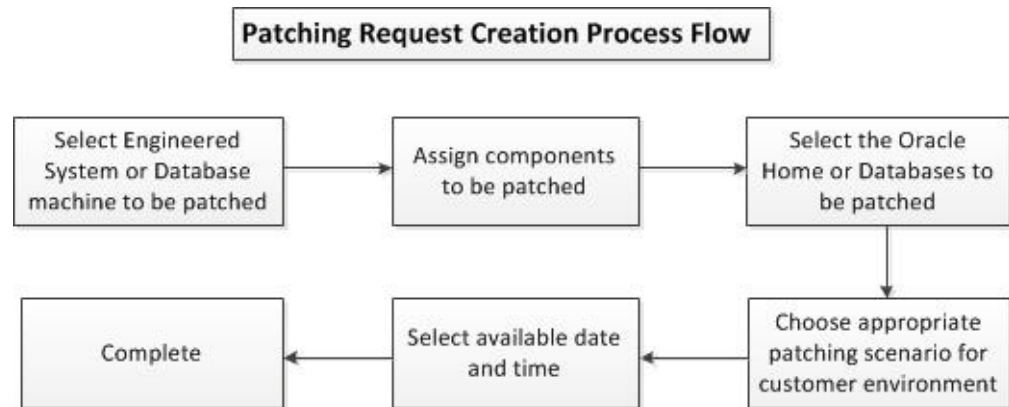 Patching Request Creation Process Flow
Select Engineered
System or Database
machine to be patched
Assign components
to be patched
Select the Oracle
Home or Databases to
be patched
Choose appropriate
patching scenario for
customer environment
Select available date
and time
Complete